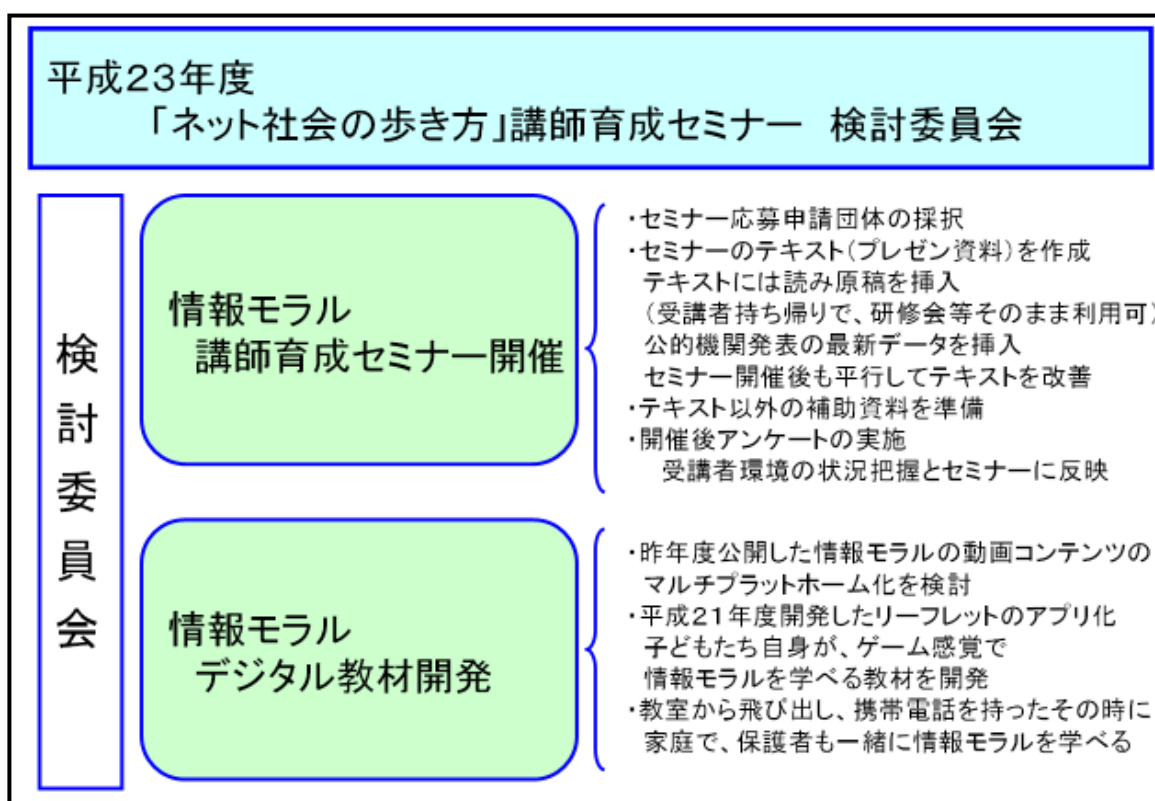 平成23年度
「ネット社会の歩き方」講師育成セミナー 検討委員会
検討委員会
情報モラル
講師育成セミナー開催
・セミナー応募申請団体の採択
・セミナーのテキスト(プレゼン資料)を作成
テキストには読み原稿を挿入
(受講者持ち帰りで、研修会等そのまま利用可)
公的機関発表の最新データを挿入
セミナー開催後も平行してテキストを改善
・テキスト以外の補助資料を準備
・開催後アンケートの実施
受講者環境の状況把握とセミナーに反映
情報モラル
デジタル教材開発
・昨年度公開した情報モラルの動画コンテンツの
マルチプラットホーム化を検討
・平成21年度開発したリーフレットのアプリ化
子どもたち自身が、ゲーム感覚で
情報モラルを学べる教材を開発
・教室から飛び出し、携帯電話を持ったその時に
家庭で、保護者も一緒に情報モラルを学べる